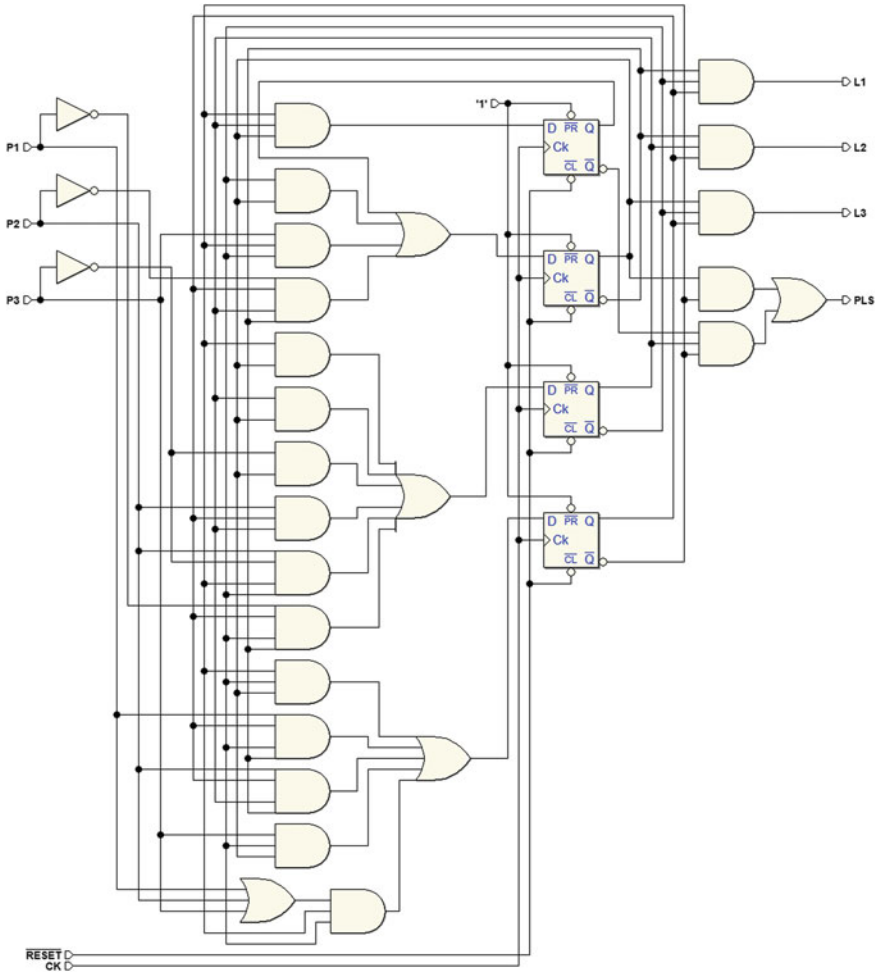 L1
P1
'1'
D PR Q
Ck
CL Q
L2
P2
L3
P3
D PR Q
Ck
CL Q
PLS
D PR Q
Ck
CL Q
D PR Q
Ck
CL Q
RESET
CK